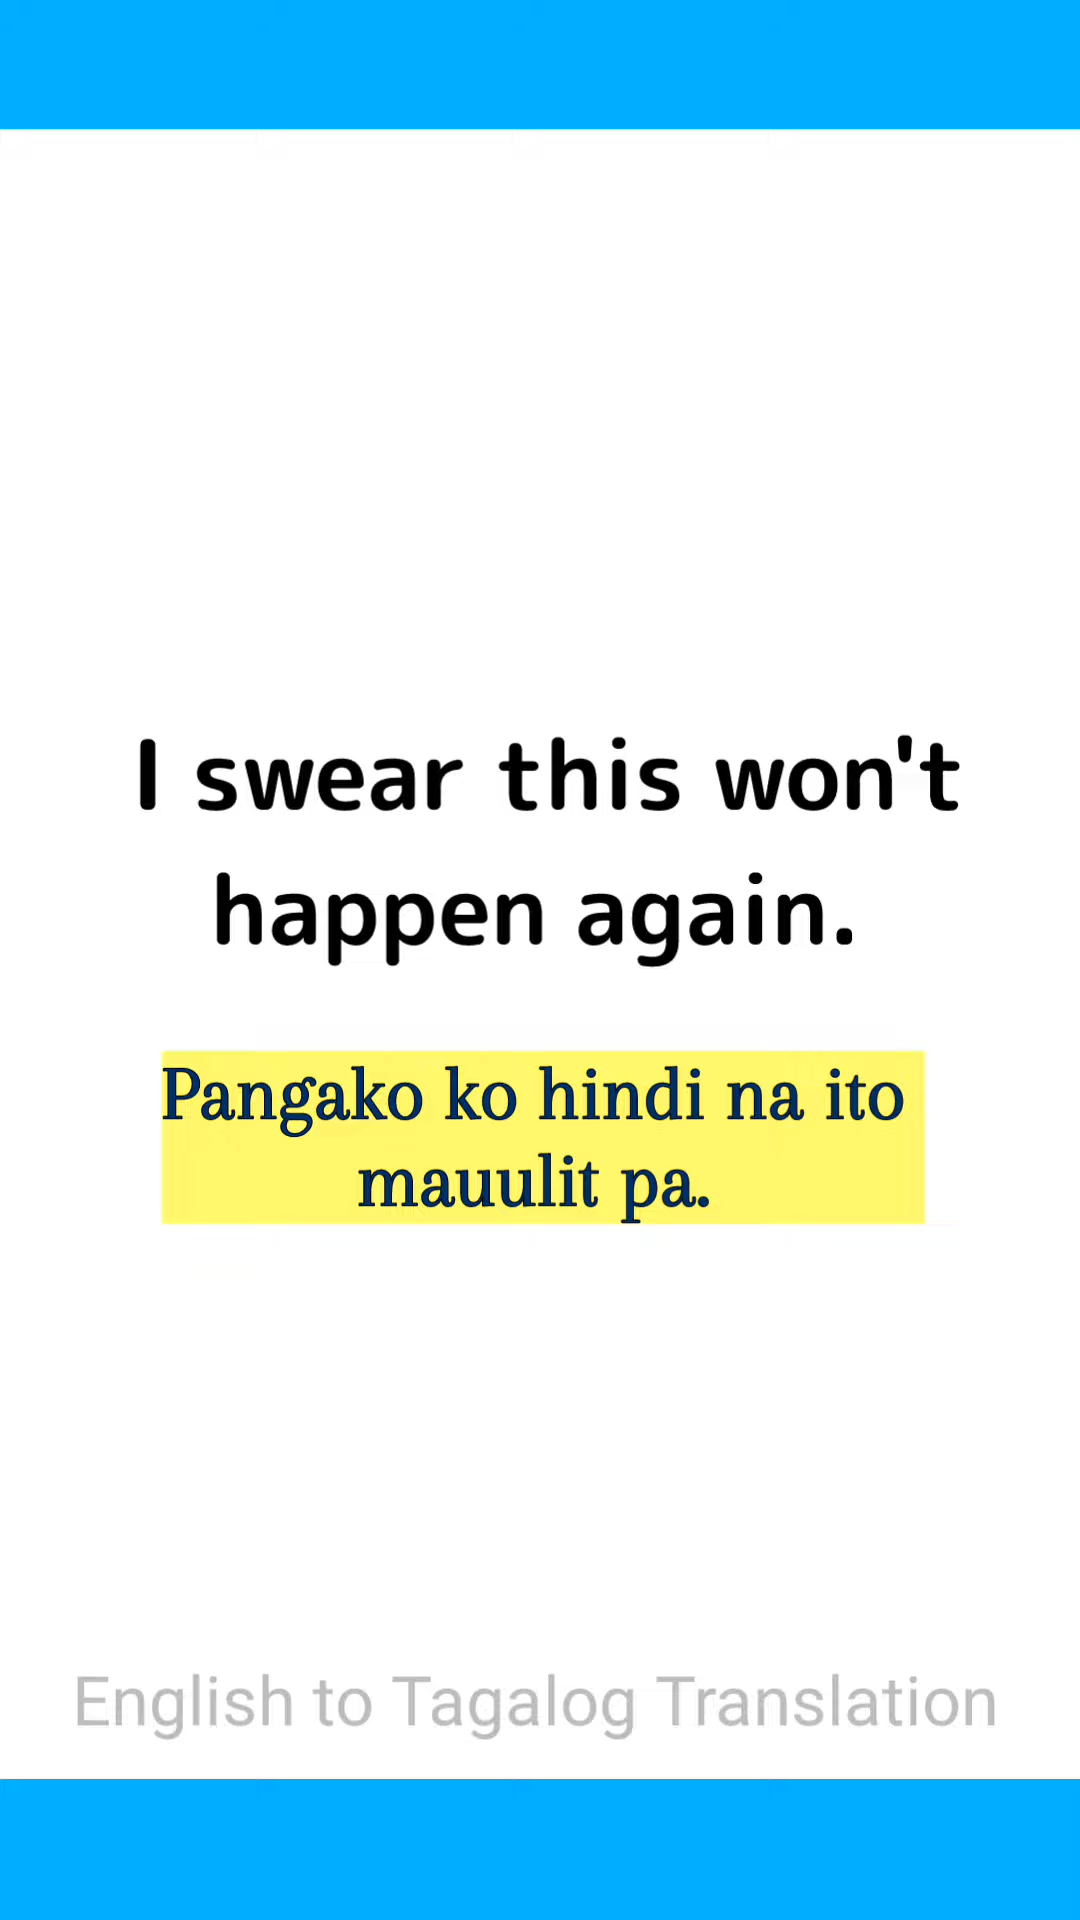 I swear this won't
happen again.
Pangako ko hindi na ito
mauulit pa.
English to Tagalog Translation